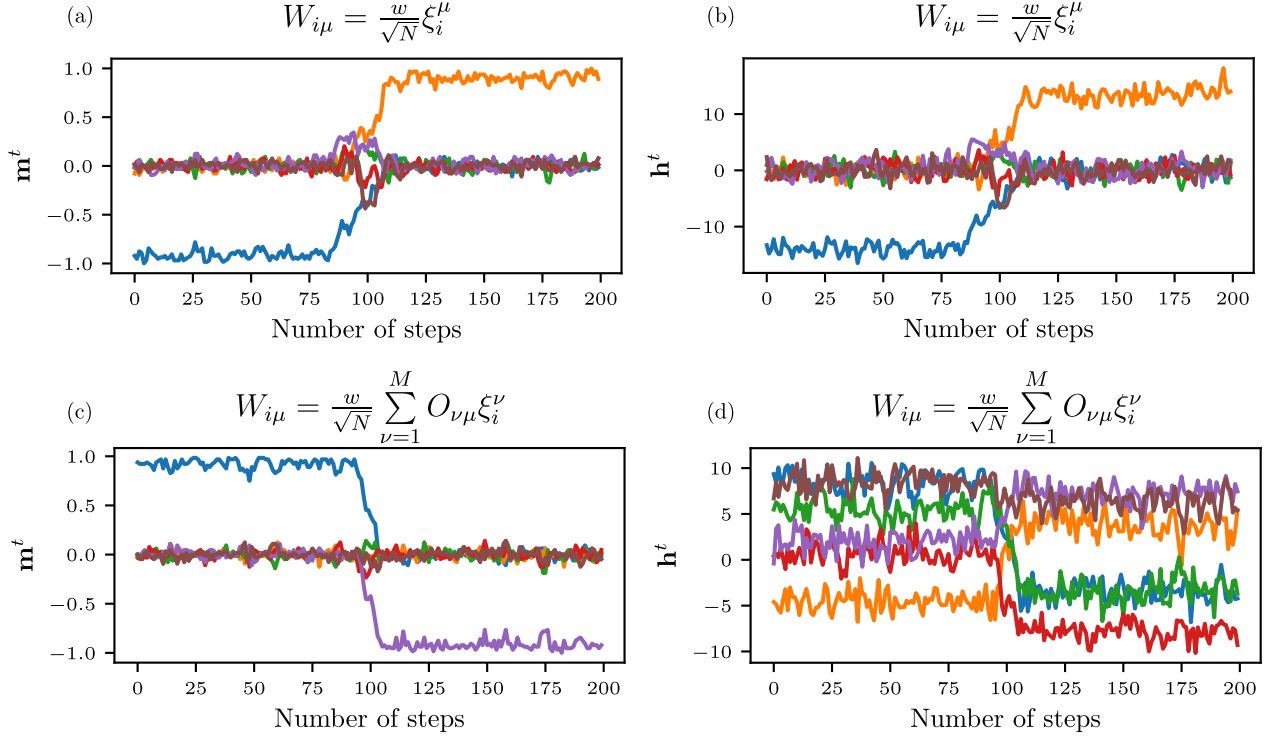 (a)
W_{iμ} = \frac{w}{\sqrt{N}} ξ_i^μ
1.0
0.5
0.0
−0.5
−1.0
m^t
0 25 50 75 100 125 150 175 200
Number of steps
(b)
W_{iμ} = \frac{w}{\sqrt{N}} ξ_i^μ
10
0
−10
h^t
0 25 50 75 100 125 150 175 200
Number of steps
(c)
W_{iμ} = \frac{w}{\sqrt{N}} \sum_{ν=1}^{M} O_{νμ} ξ_i^ν
1.0
0.5
0.0
−0.5
−1.0
m^t
0 25 50 75 100 125 150 175 200
Number of steps
(d)
W_{iμ} = \frac{w}{\sqrt{N}} \sum_{ν=1}^{M} O_{νμ} ξ_i^ν
10
5
0
−5
−10
h^t
0 25 50 75 100 125 150 175 200
Number of steps